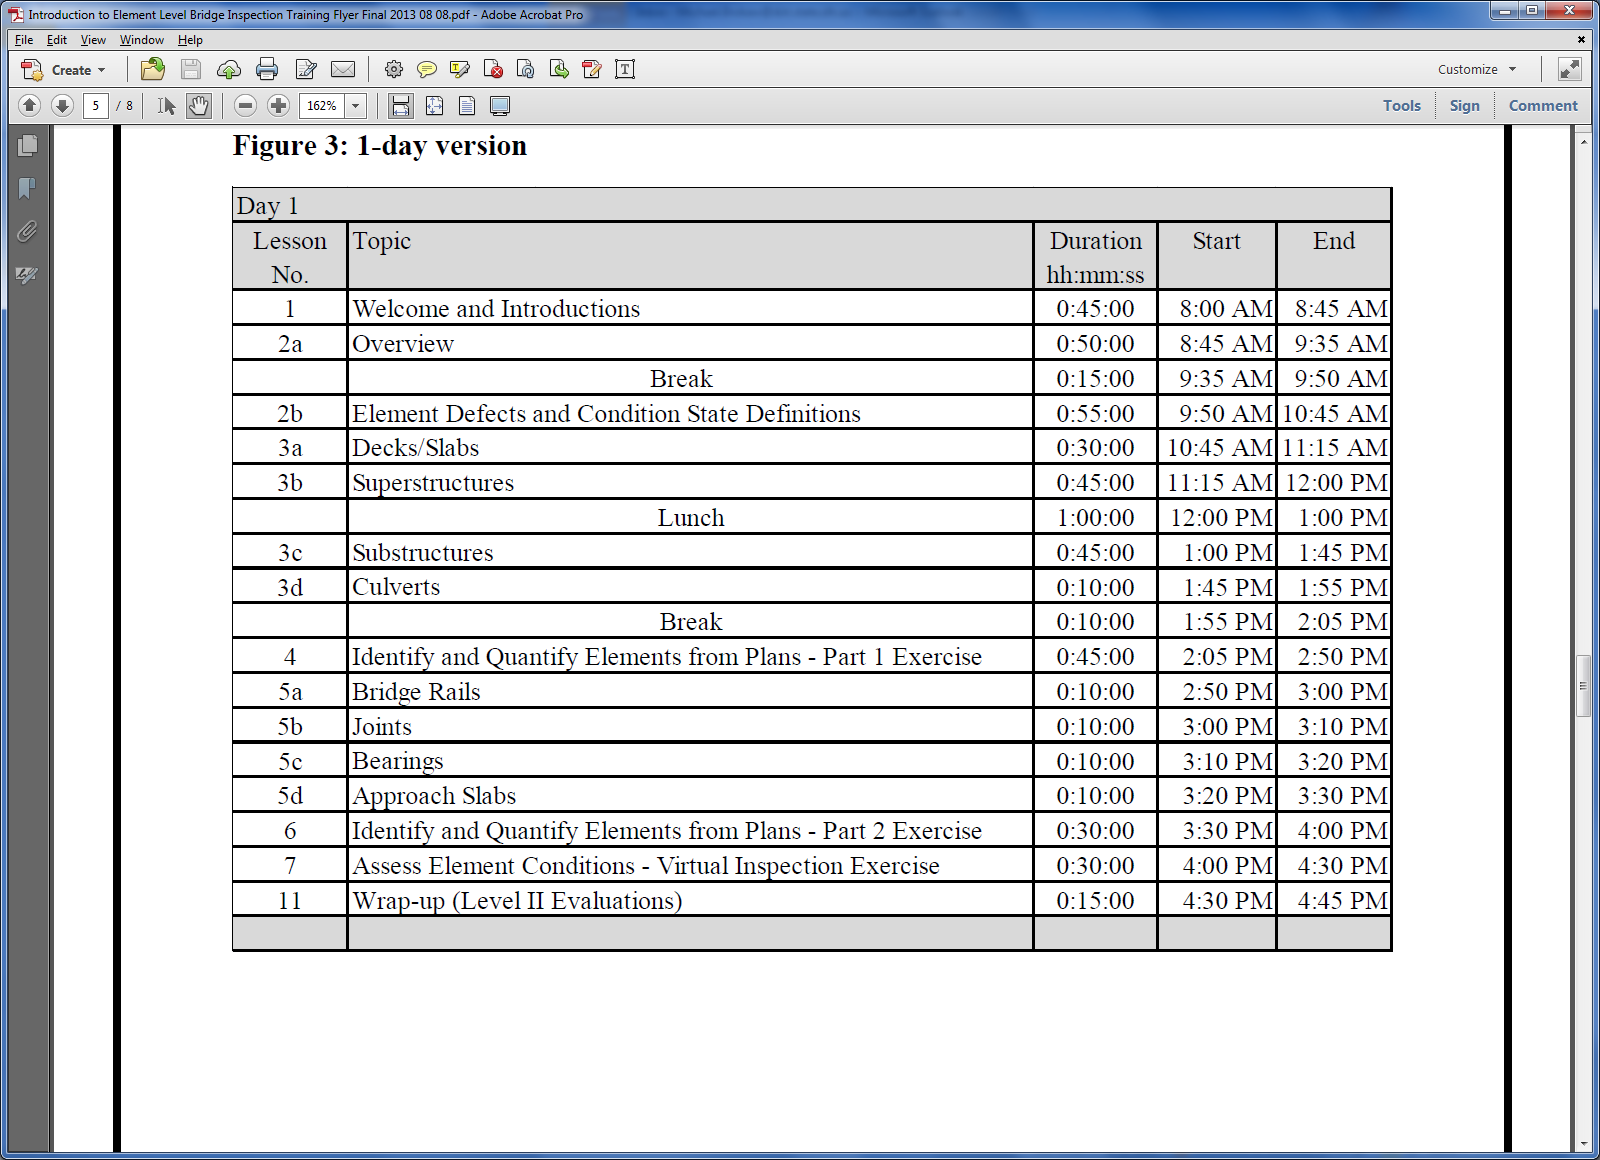 Introduction to Element Level Bridge Inspection Training Flyer Final 2013 08 08.pdf - Adobe Acrobat Pro
File Edit View Window Help
Create Customize
5 / 8 162% Tools Sign Comment
Figure 3: 1-day version
Day 1
Lesson No. Topic Duration hh:mm:ss Start End
1 Welcome and Introductions 0:45:00 8:00 AM 8:45 AM
2a Overview 0:50:00 8:45 AM 9:35 AM
Break 0:15:00 9:35 AM 9:50 AM
2b Element Defects and Condition State Definitions 0:55:00 9:50 AM 10:45 AM
3a Decks/Slabs 0:30:00 10:45 AM 11:15 AM
3b Superstructures 0:45:00 11:15 AM 12:00 PM
Lunch 1:00:00 12:00 PM 1:00 PM
3c Substructures 0:45:00 1:00 PM 1:45 PM
3d Culverts 0:10:00 1:45 PM 1:55 PM
Break 0:10:00 1:55 PM 2:05 PM
4 Identify and Quantify Elements from Plans - Part 1 Exercise 0:45:00 2:05 PM 2:50 PM
5a Bridge Rails 0:10:00 2:50 PM 3:00 PM
5b Joints 0:10:00 3:00 PM 3:10 PM
5c Bearings 0:10:00 3:10 PM 3:20 PM
5d Approach Slabs 0:10:00 3:20 PM 3:30 PM
6 Identify and Quantify Elements from Plans - Part 2 Exercise 0:30:00 3:30 PM 4:00 PM
7 Assess Element Conditions - Virtual Inspection Exercise 0:30:00 4:00 PM 4:30 PM
11 Wrap-up (Level II Evaluations) 0:15:00 4:30 PM 4:45 PM